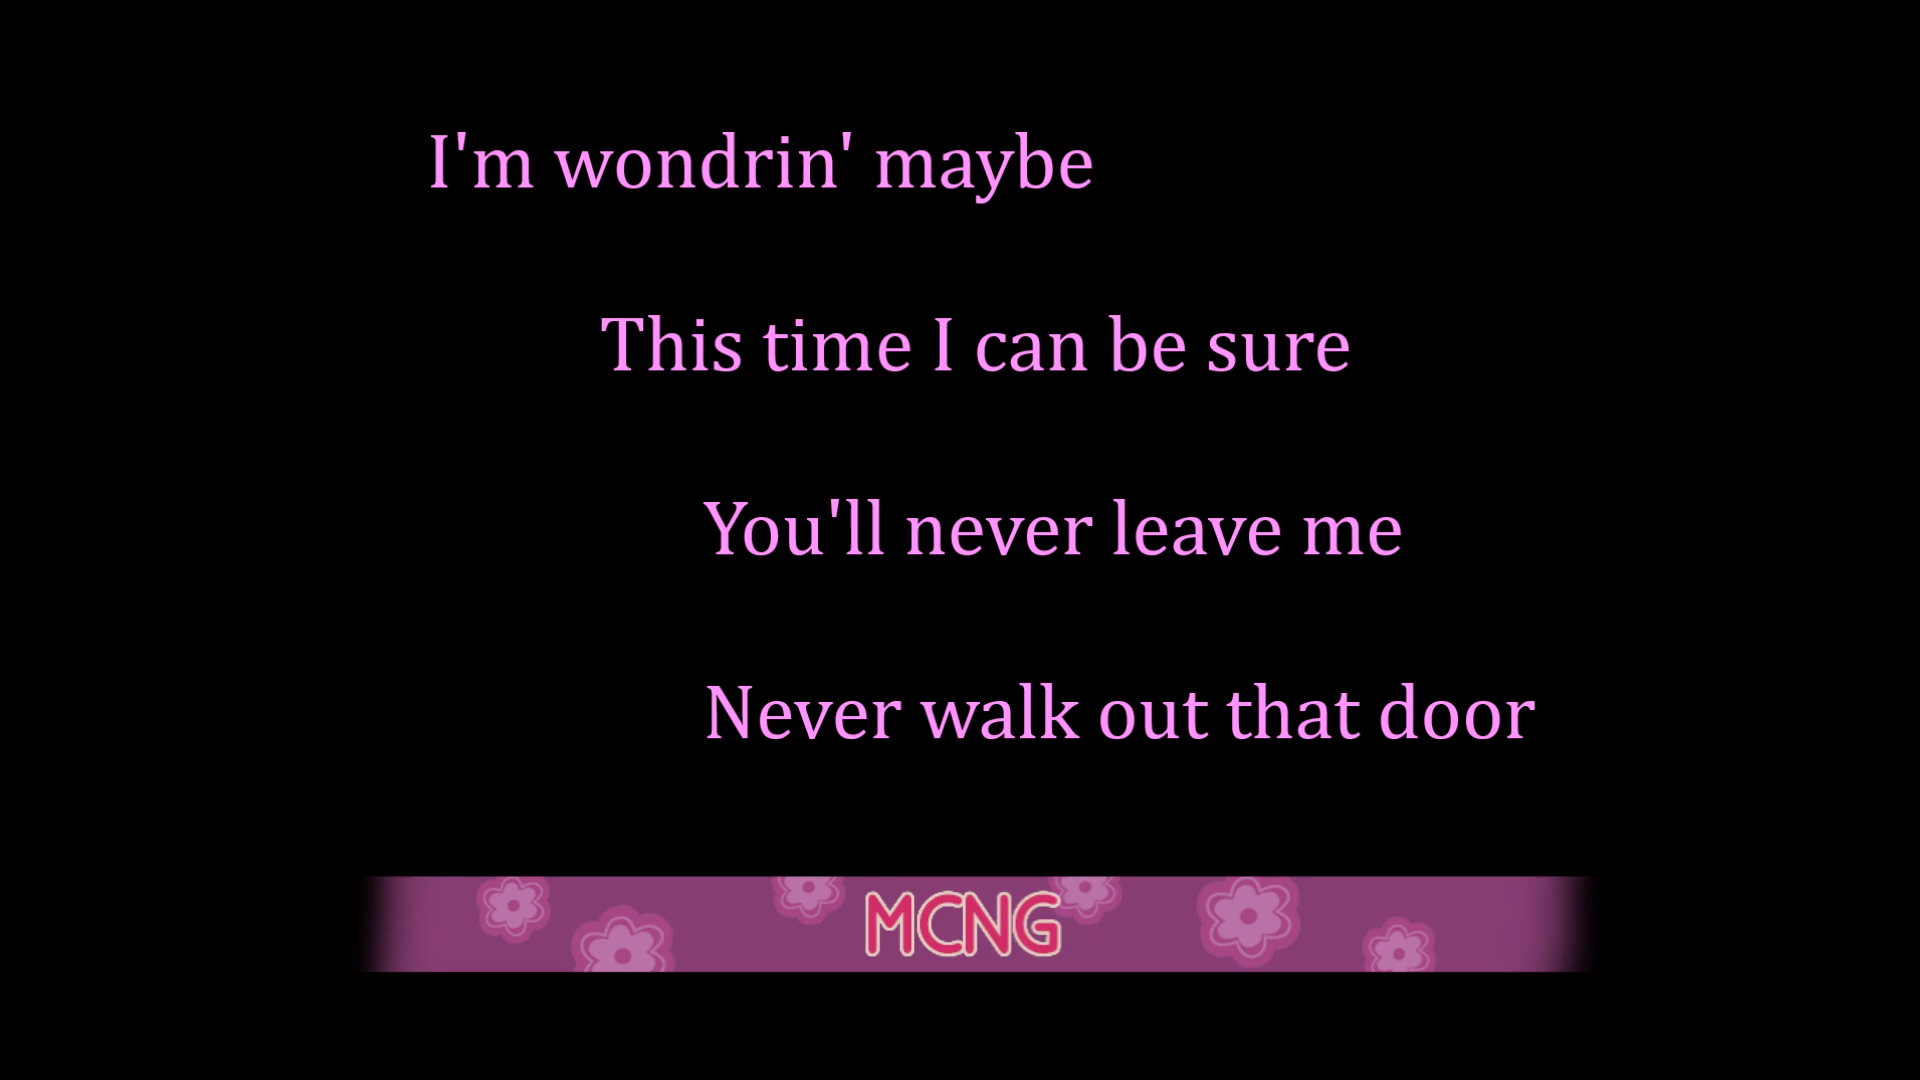 I'm wondrin' maybe
This time I can be sure
You'll never leave me
Never walk out that door
MCNG